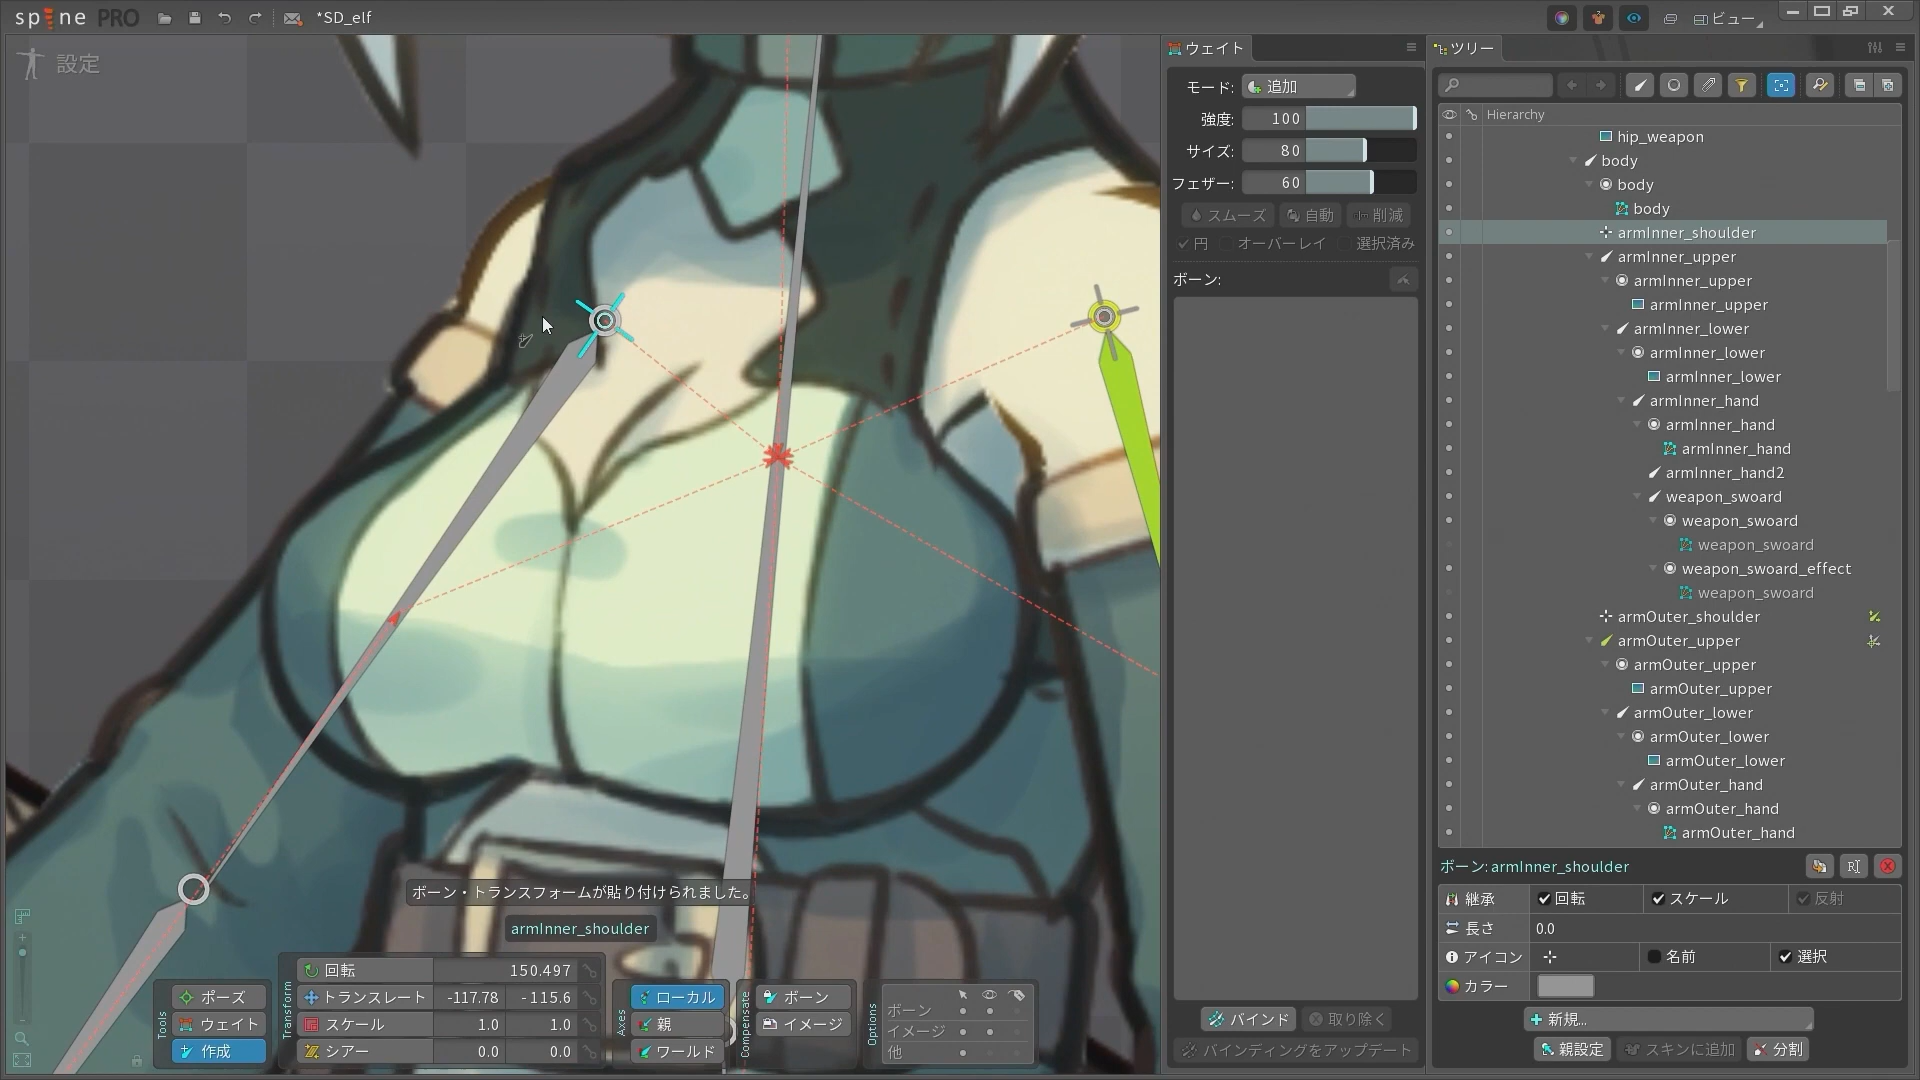 spine PRO
*SD_elf
ビュー
設定
ウェイト
モード: 追加
強度: 100
サイズ: 80
フェザー: 60
スムーズ 自動 削減
円 オーバーレイ 選択済み
ボーン:
バインド 取り除く
バインディングをアップデート
ツリー
Hierarchy
hip_weapon
body
body
body
armInner_shoulder
armInner_upper
armInner_upper
armInner_upper
armInner_lower
armInner_lower
armInner_lower
armInner_hand
armInner_hand
armInner_hand
armInner_hand2
weapon_swoard
weapon_swoard
weapon_swoard
weapon_swoard_effect
weapon_swoard
armOuter_shoulder
armOuter_upper
armOuter_upper
armOuter_upper
armOuter_lower
armOuter_lower
armOuter_lower
armOuter_hand
armOuter_hand
armOuter_hand
ボーン: armInner_shoulder
継承 回転 スケール 反射
長さ 0.0
アイコン 名前 選択
カラー
新規...
親設定 スキンに追加 分割
ボーン・トランスフォームが貼り付けられました。
armInner_shoulder
Tools
ポーズ
ウェイト
作成
Transform
回転 150.497
トランスレート -117.78 -115.6
スケール 1.0 1.0
シアー 0.0 0.0
Axes
ローカル
親
ワールド
Compensate
ボーン
イメージ
Options
ボーン
イメージ
他